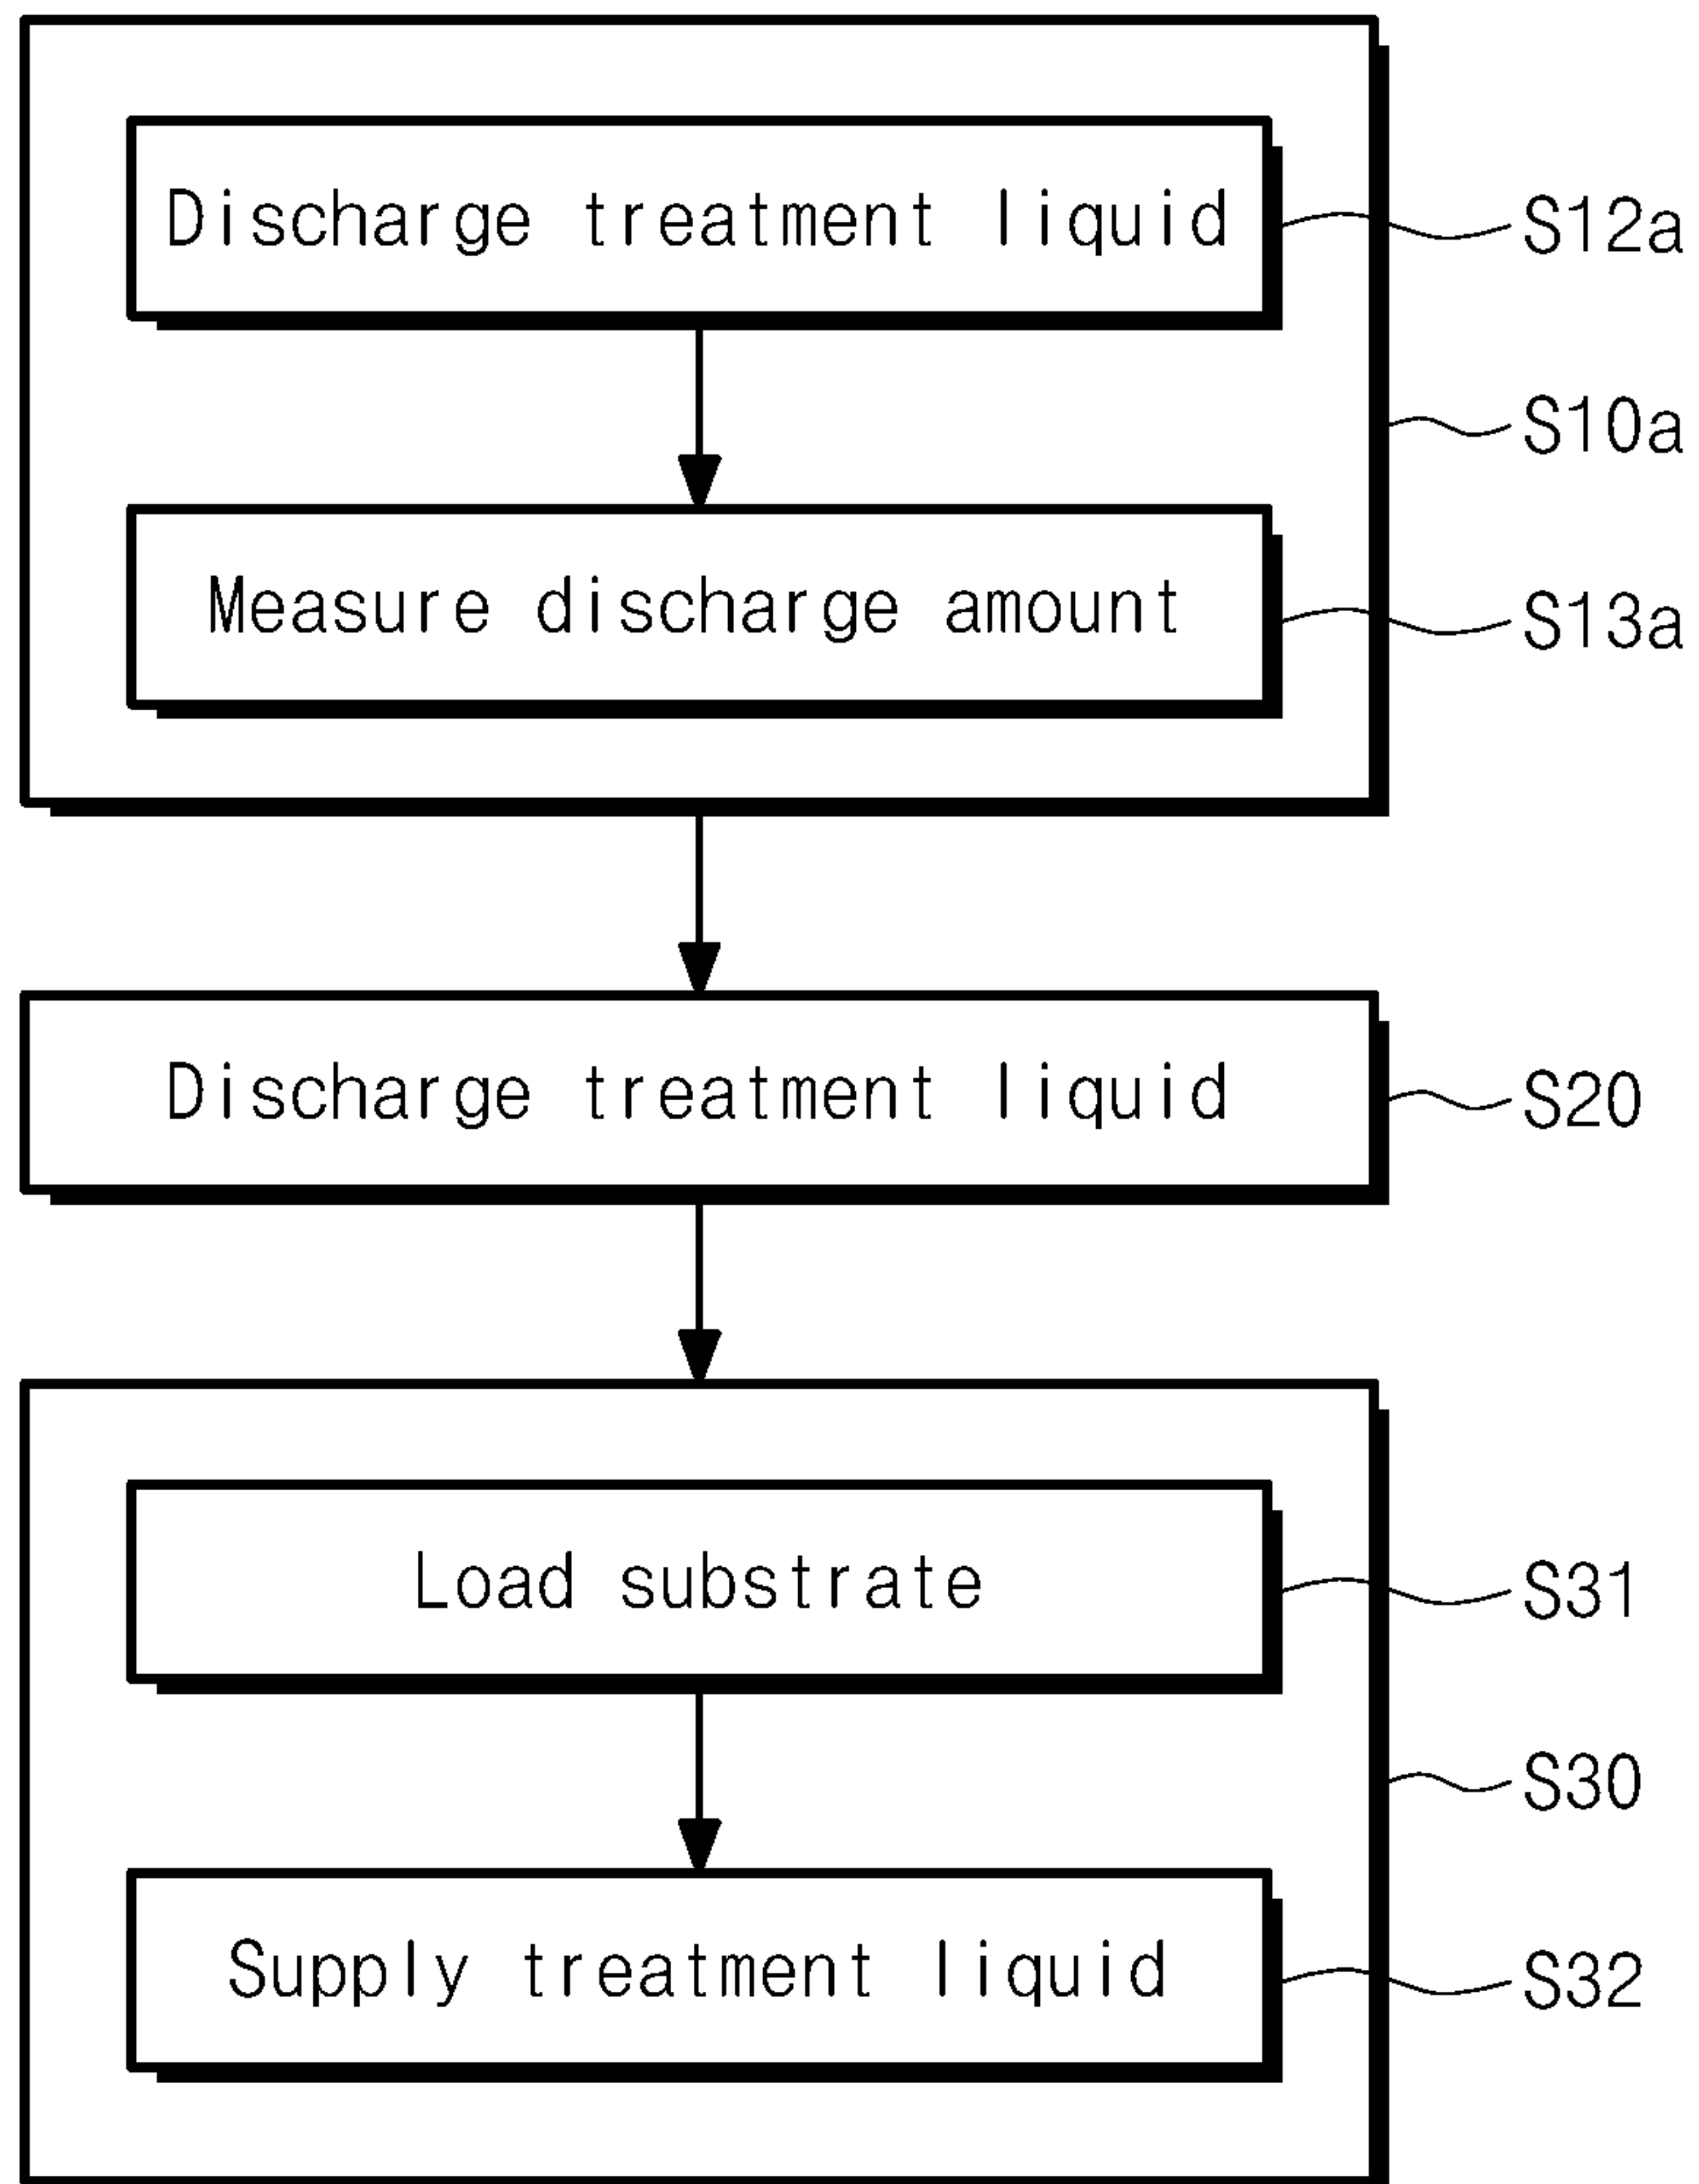 Discharge treatment liquid
S12a
S10a
Measure discharge amount
S13a
Discharge treatment liquid
S20
Load substrate
S31
S30
Supply treatment liquid
S32